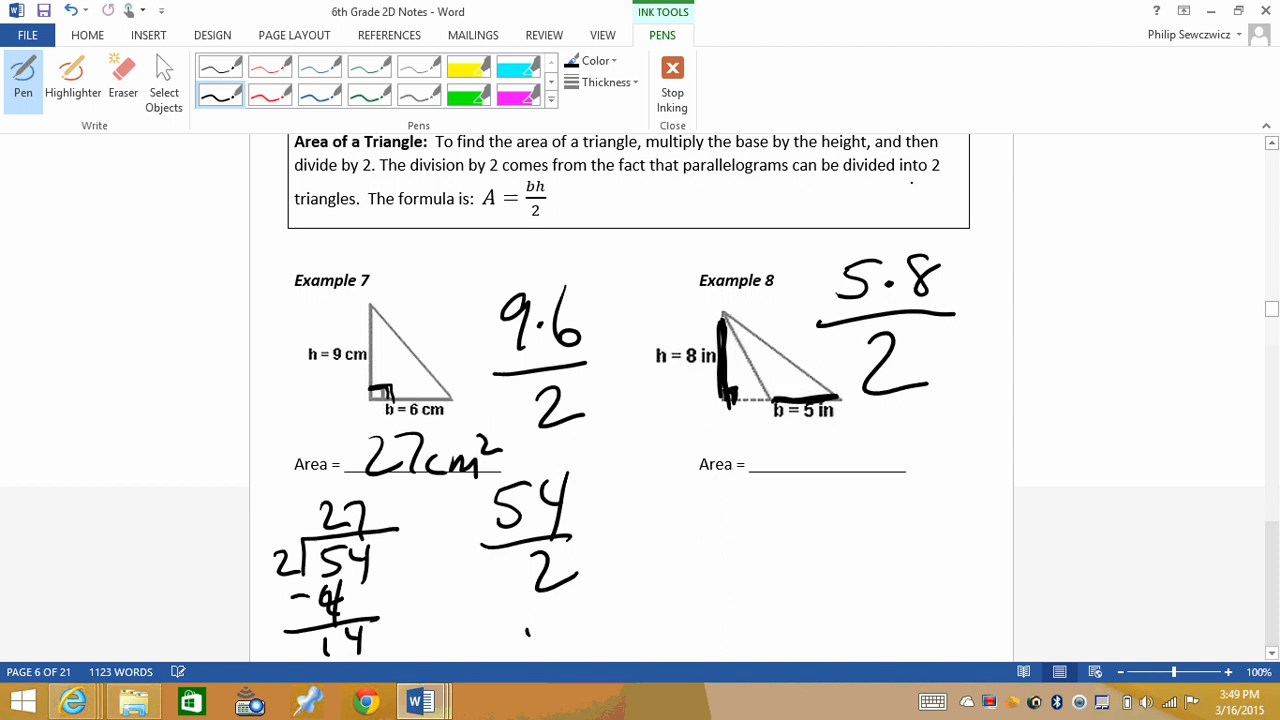 6th Grade 2D Notes - Word
INK TOOLS
?
FILE
HOME
INSERT
DESIGN
PAGE LAYOUT
REFERENCES
MAILINGS
REVIEW
VIEW
PENS
Philip Sewczwicz
Pen
Highlighter
Eraser
Select Objects
Color
Thickness
Stop Inking
Write
Pens
Close
Area of a Triangle: To find the area of a triangle, multiply the base by the height, and then
divide by 2. The division by 2 comes from the fact that parallelograms can be divided into 2
triangles. The formula is: A = bh/2
Example 7
h = 9 cm
b = 6 cm
9·6
2
Area = 27cm²
54
2
27
2)54
-4
14
Example 8
h = 8 in
b = 5 in
5·8
2
Area = ____
PAGE 6 OF 21
1123 WORDS
100%
3:49 PM
3/16/2015